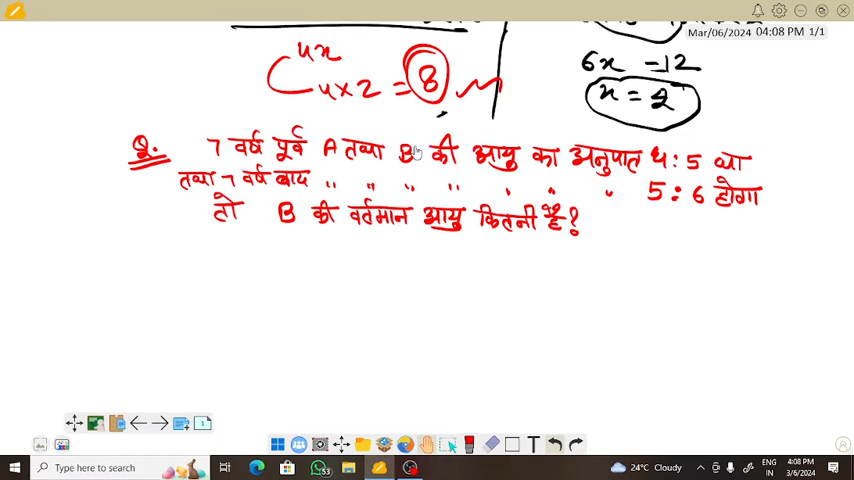 Mar/06/2024 04:08 PM 1/1
4x
4x2 = 8
6x - 12
x = 2
Q. 7 वर्ष पूर्व A तथा B की आयु का अनुपात 4 : 5 था
तथा 7 वर्ष बाद " " " " " " " 5 : 6 होगा
तो B की वर्तमान आयु कितनी है?
Type here to search
53
24°C Cloudy
ENG
IN
4:08 PM
3/6/2024